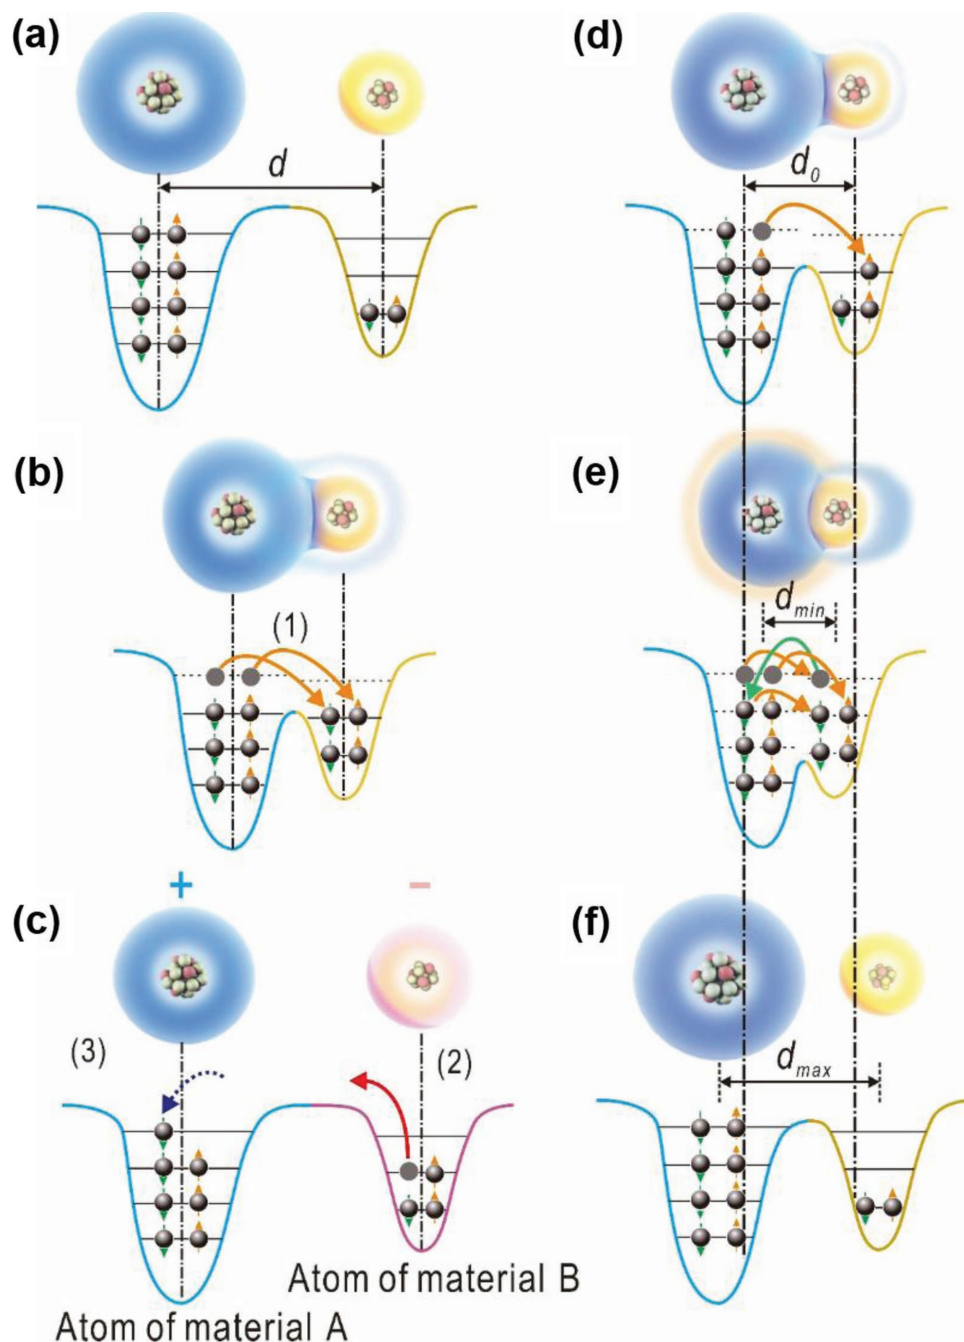 (a)
(d)
d
d0
(b)
(e)
(1)
dmin
+
−
(c)
(f)
(3)
(2)
dmax
Atom of material B
Atom of material A